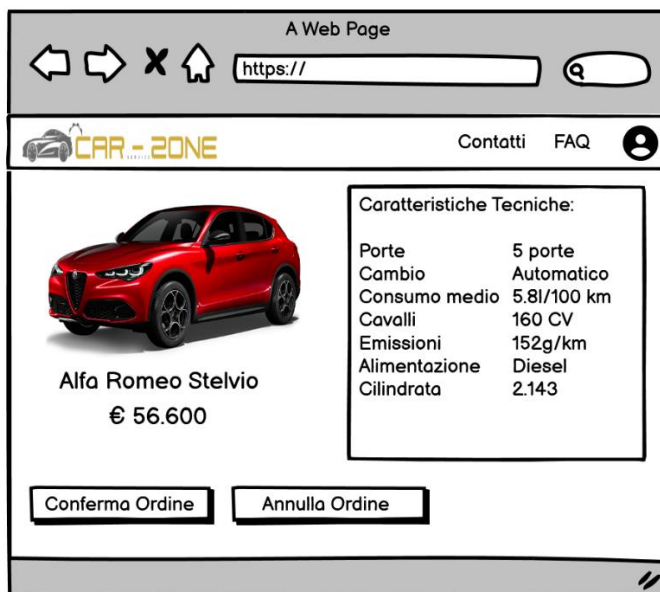 A Web Page
https://
CAR - ZONE
SERVICE
Contatti FAQ
Caratteristiche Tecniche:
Porte 5 porte
Cambio Automatico
Consumo medio 5.8l/100 km
Cavalli 160 CV
Emissioni 152g/km
Alimentazione Diesel
Cilindrata 2.143
Alfa Romeo Stelvio
€ 56.600
Conferma Ordine Annulla Ordine